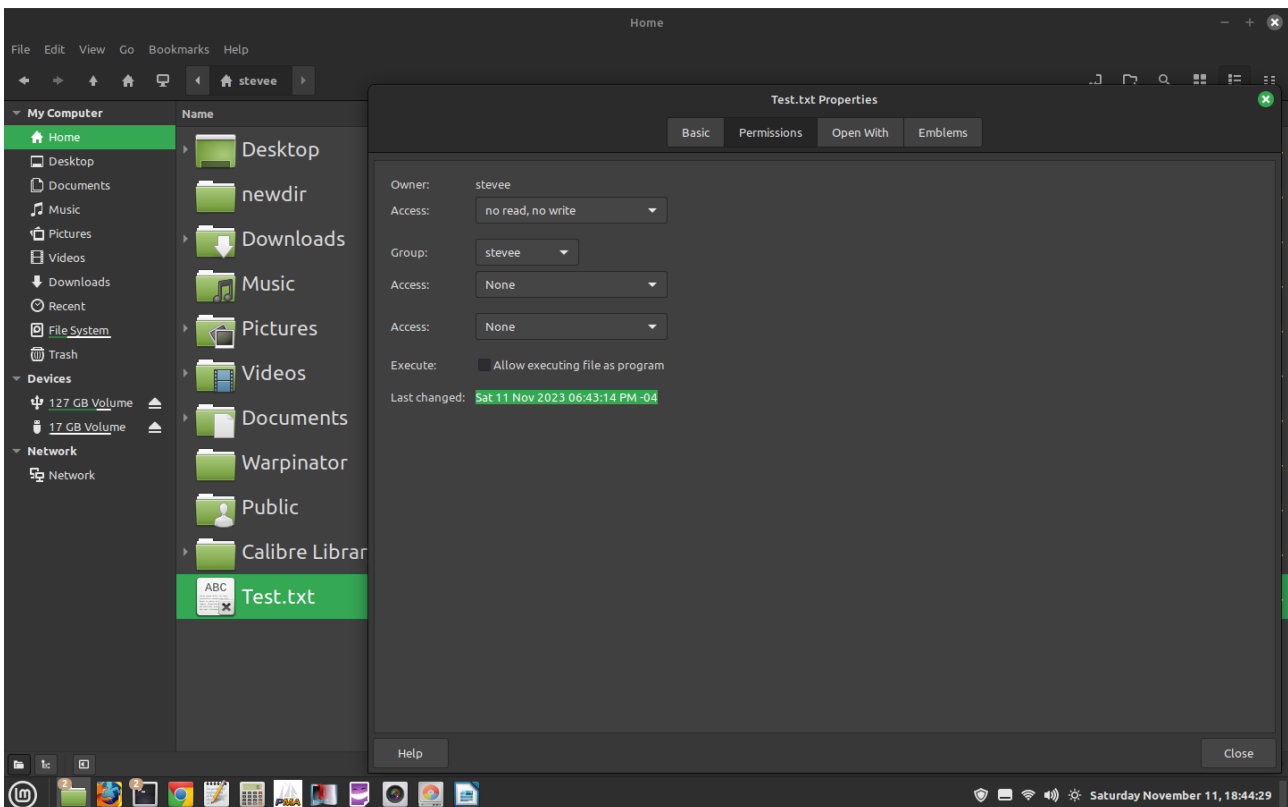 Home
File Edit View Go Bookmarks Help
stevee
My Computer
Home
Desktop
Documents
Music
Pictures
Videos
Downloads
Recent
File System
Trash
Devices
127 GB Volume
17 GB Volume
Network
Network
Name
Desktop
newdir
Downloads
Music
Pictures
Videos
Documents
Warpinator
Public
Calibre Librar
ABC
Test.txt
Test.txt Properties
Basic Permissions Open With Emblems
Owner: stevee
Access: no read, no write
Group: stevee
Access: None
Access: None
Execute: Allow executing file as program
Last changed: Sat 11 Nov 2023 06:43:14 PM -04
Help Close
2 2 PMA Saturday November 11, 18:44:29